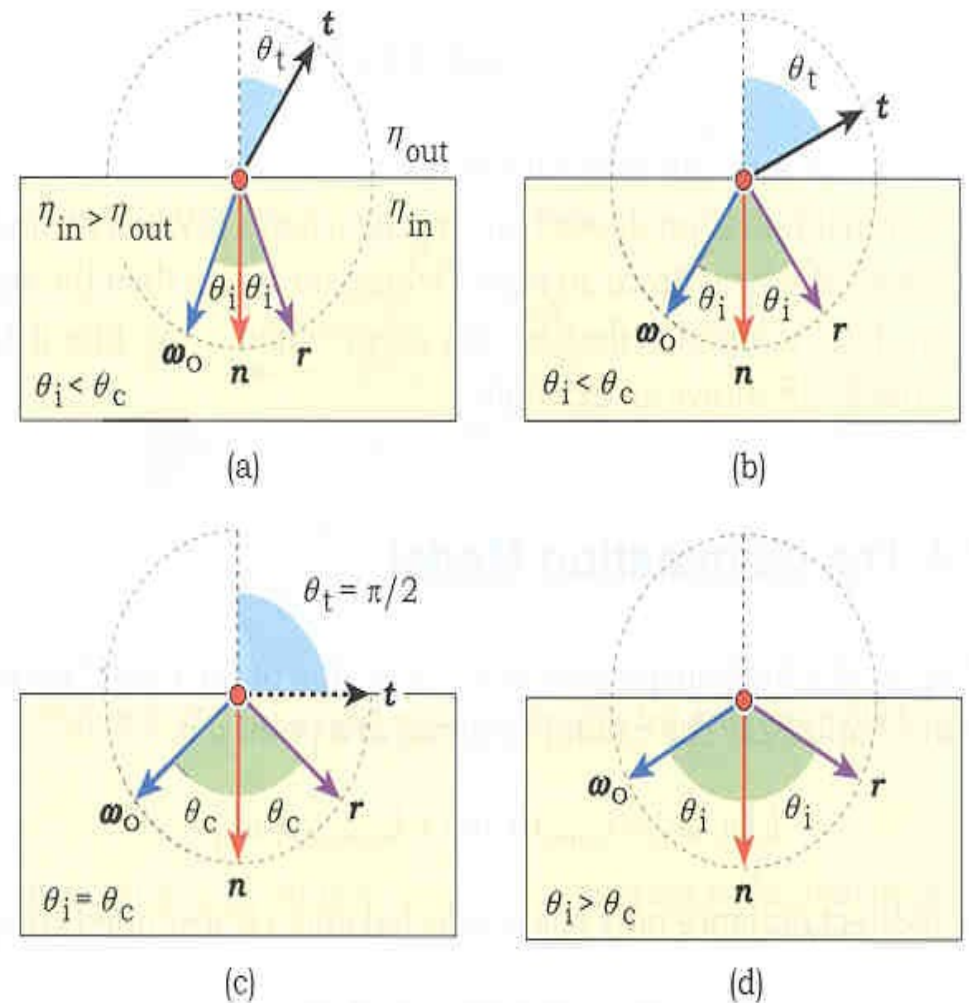 t
θt
ηout
ηin > ηout
ηin
θi θi
ωo
n
r
θi < θc
(a)
θt
t
θi θi
ωo
n
r
θi < θc
(b)
θt = π/2
t
ωo
θc θc
r
n
θi = θc
(c)
ωo
θi θi
r
n
θi > θc
(d)